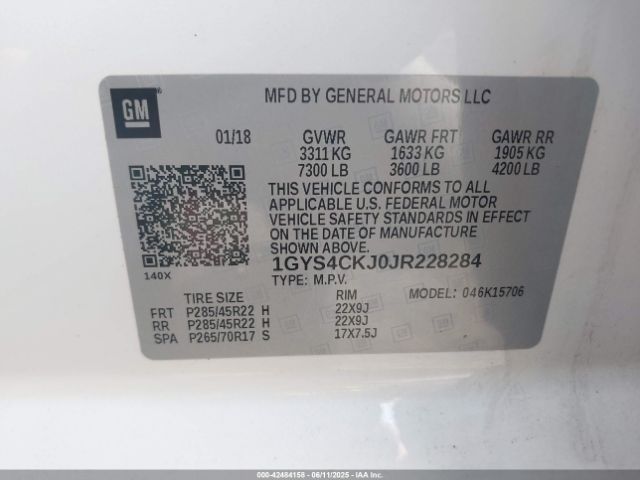 GM
MFD BY GENERAL MOTORS LLC
01/18 GVWR GAWR FRT GAWR RR
3311 KG 1633 KG 1905 KG
7300 LB 3600 LB 4200 LB
THIS VEHICLE CONFORMS TO ALL
APPLICABLE U.S. FEDERAL MOTOR
VEHICLE SAFETY STANDARDS IN EFFECT
ON THE DATE OF MANUFACTURE
SHOWN ABOVE.
140X
1GYS4CKJ0JR228284
TYPE: M.P.V.
TIRE SIZE RIM MODEL: 046K15706
FRT P285/45R22 H 22X9J
RR P285/45R22 H 22X9J
SPA P265/70R17 S 17X7.5J
000-42484158 - 06/11/2025 - IAAI.COM